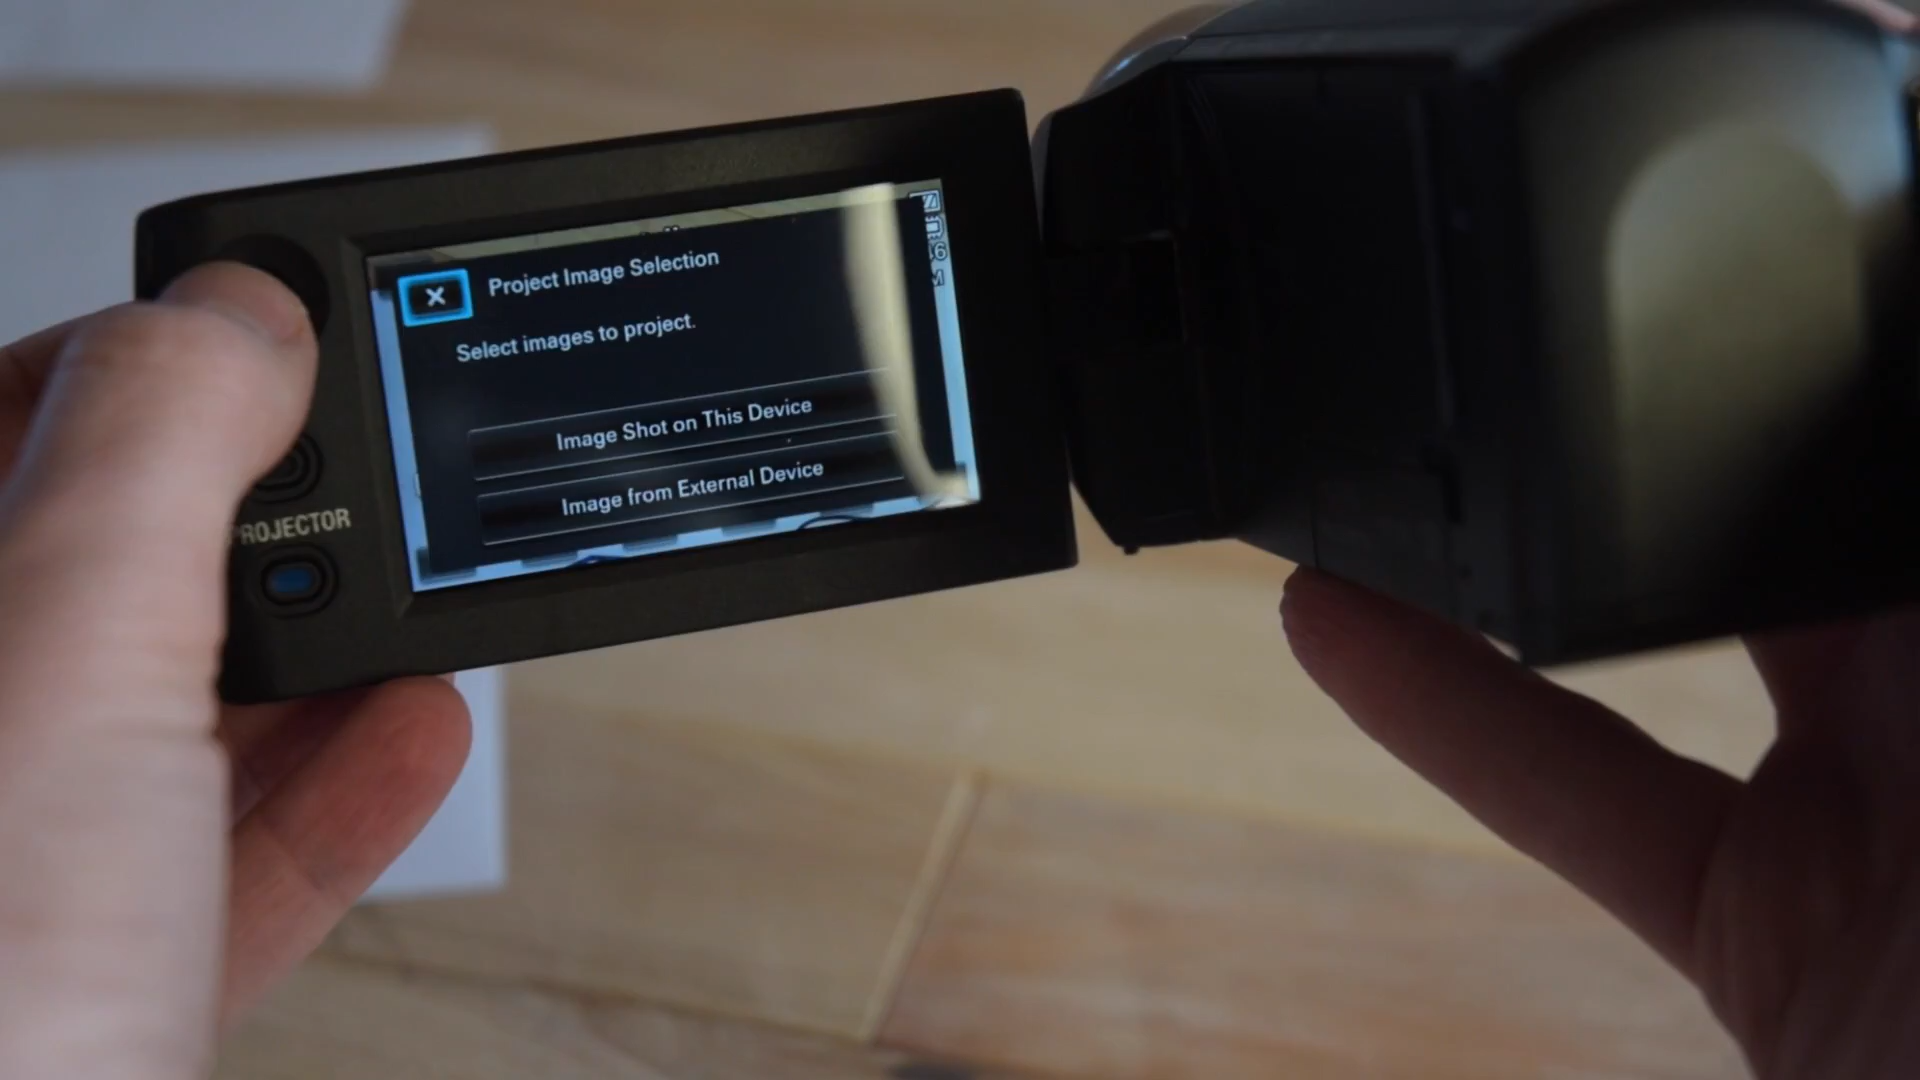 Project Image Selection
Select images to project.
Image Shot on This Device
Image from External Device
PROJECTOR